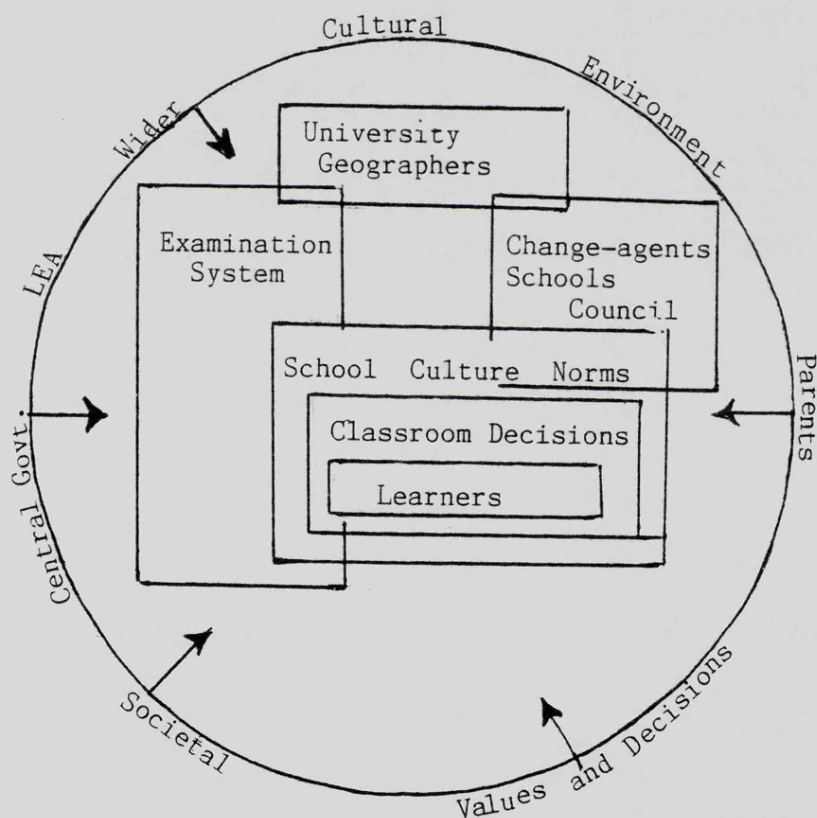 Wider
Cultural
Environment
LEA
Central Govt.
Parents
Societal
Values and Decisions
University
Geographers
Examination
System
Change-agents
Schools
Council
School Culture Norms
Classroom Decisions
Learners